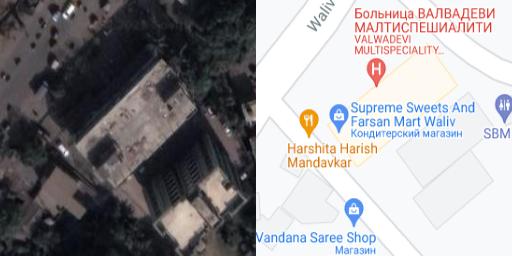 Waliv
Больница.ВАЛВАДЕВИ
МАЛТИСПЕШИАЛИТИ
VALWADEVI
MULTISPECIALITY...
H
Supreme Sweets And
Farsan Mart Waliv
Кондитерский магазин
SBM
Harshita Harish
Mandavkar
Vandana Saree Shop
Магазин